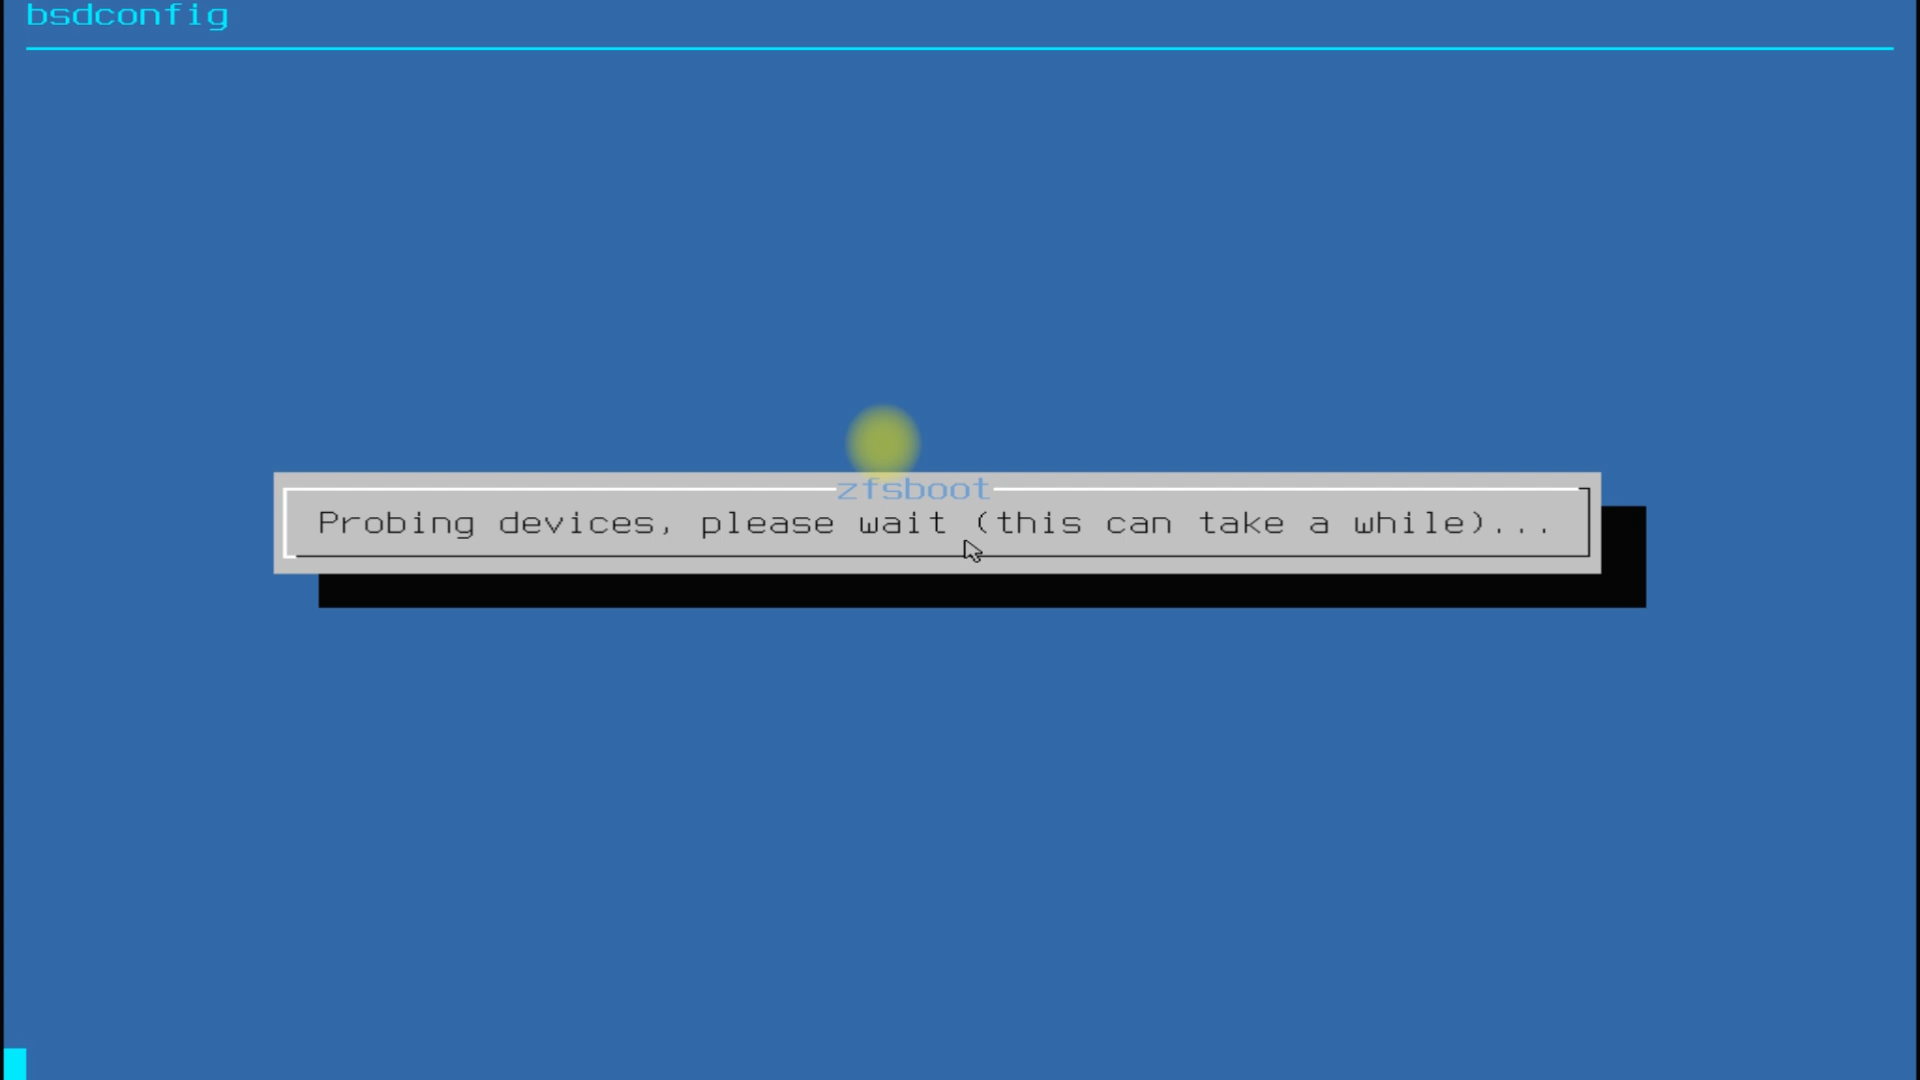 bsdconfig
zfsboot
Probing devices, please wait (this can take a while)...